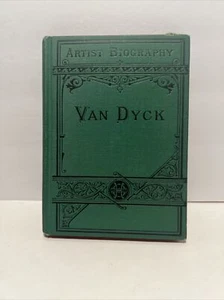 ARTIST BIOGRAPHY
VAN DYCK